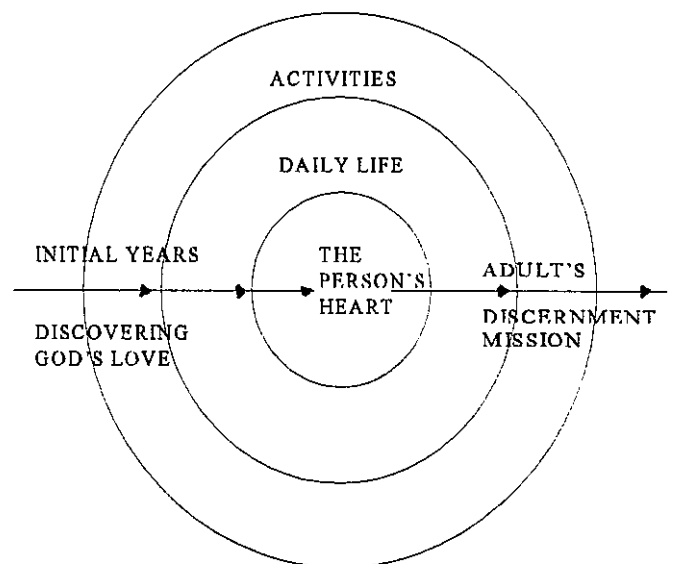 ACTIVITIES
DAILY LIFE
INITIAL YEARS
DISCOVERING
GOD'S LOVE
THE
PERSON'S
HEART
ADULT'S
DISCERNMENT
MISSION